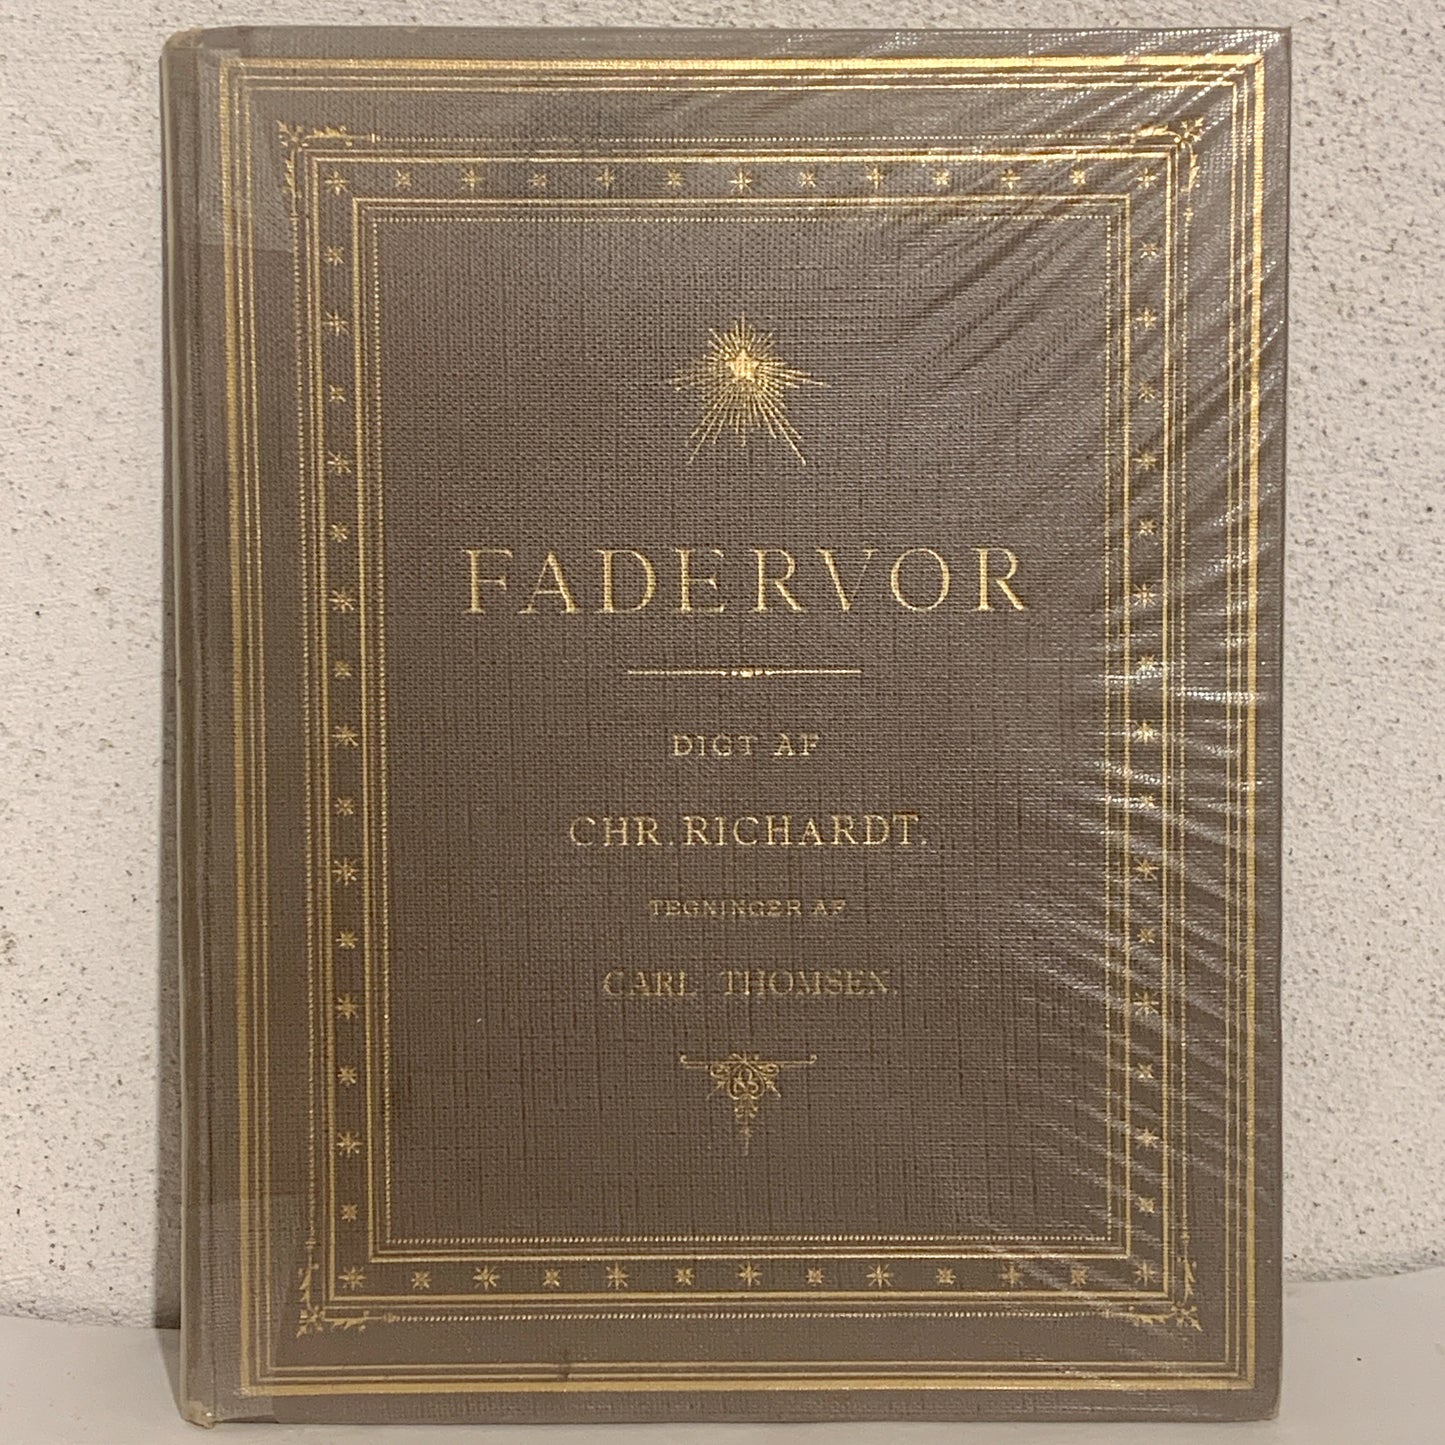 FADERVOR
DIGT AF
CHR. RICHARDT.
TEGNINGER AF
CARL THOMSEN.